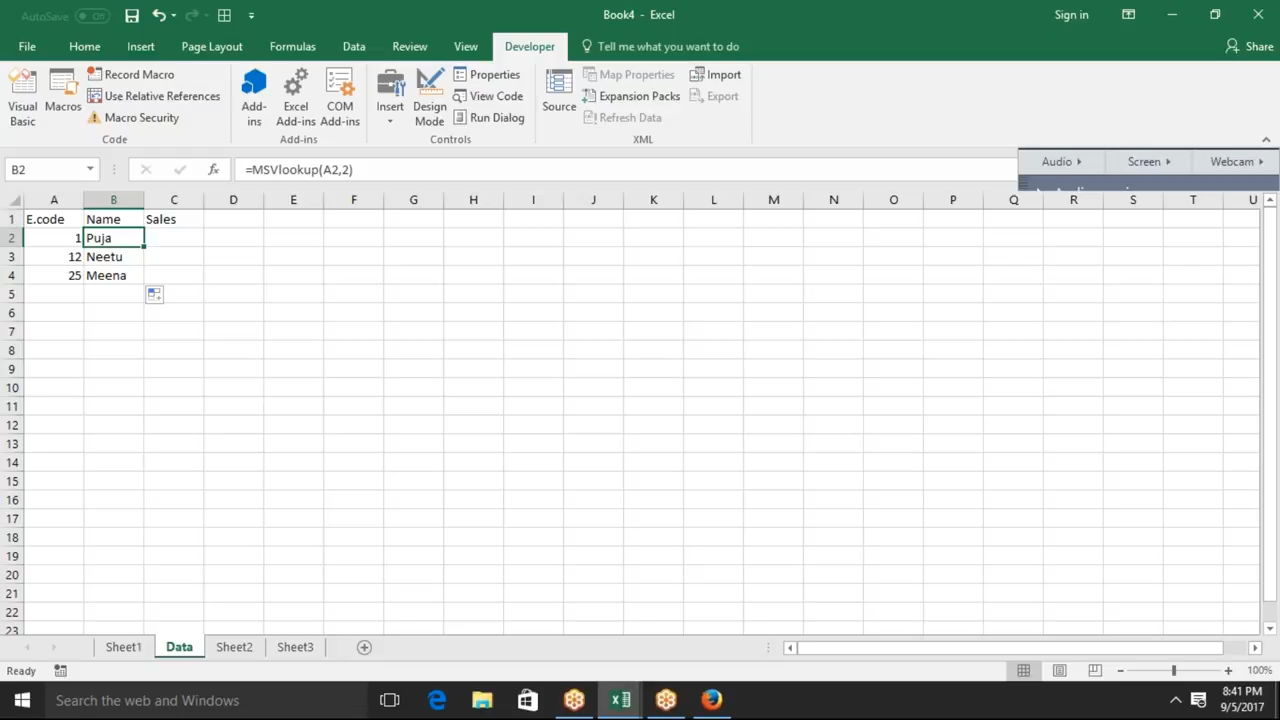 AutoSave Off
Book4 - Excel
Sign in
File Home Insert Page Layout Formulas Data Review View Developer Tell me what you want to do Share
Visual Basic
Macros
Record Macro
Use Relative References
Macro Security
Code
Add-ins
Excel Add-ins
COM Add-ins
Add-ins
Insert
Design Mode
Properties
View Code
Run Dialog
Controls
Source
Map Properties
Expansion Packs
Refresh Data
Import
Export
XML
B2
fx
=MSVlookup(A2,2)
Audio Screen Webcam
A B C D E F G H I J K L M N O P Q R S T U
1 E.code Name Sales
2 1 Puja
3 12 Neetu
4 25 Meena
5
6
7
8
9
10
11
12
13
14
15
16
17
18
19
20
21
22
23
Sheet1 Data Sheet2 Sheet3
Ready
100%
Search the web and Windows
8:41 PM
9/5/2017